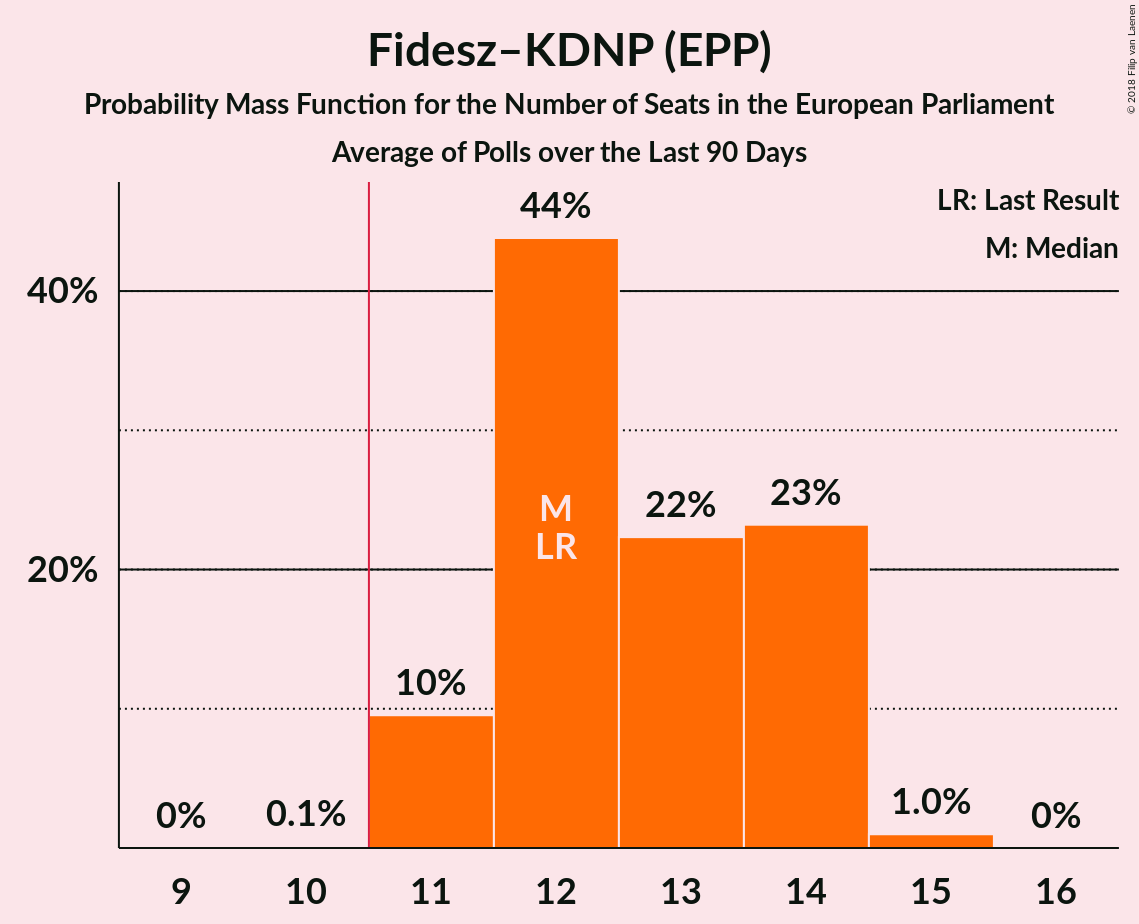 Fidesz–KDNP (EPP)
Probability Mass Function for the Number of Seats in the European Parliament
Average of Polls over the Last 90 Days
© 2018 Filip van Laenen
LR: Last Result
M: Median
40%
20%
0%
0.1%
10%
44%
22%
23%
1.0%
0%
M
LR
9
10
11
12
13
14
15
16